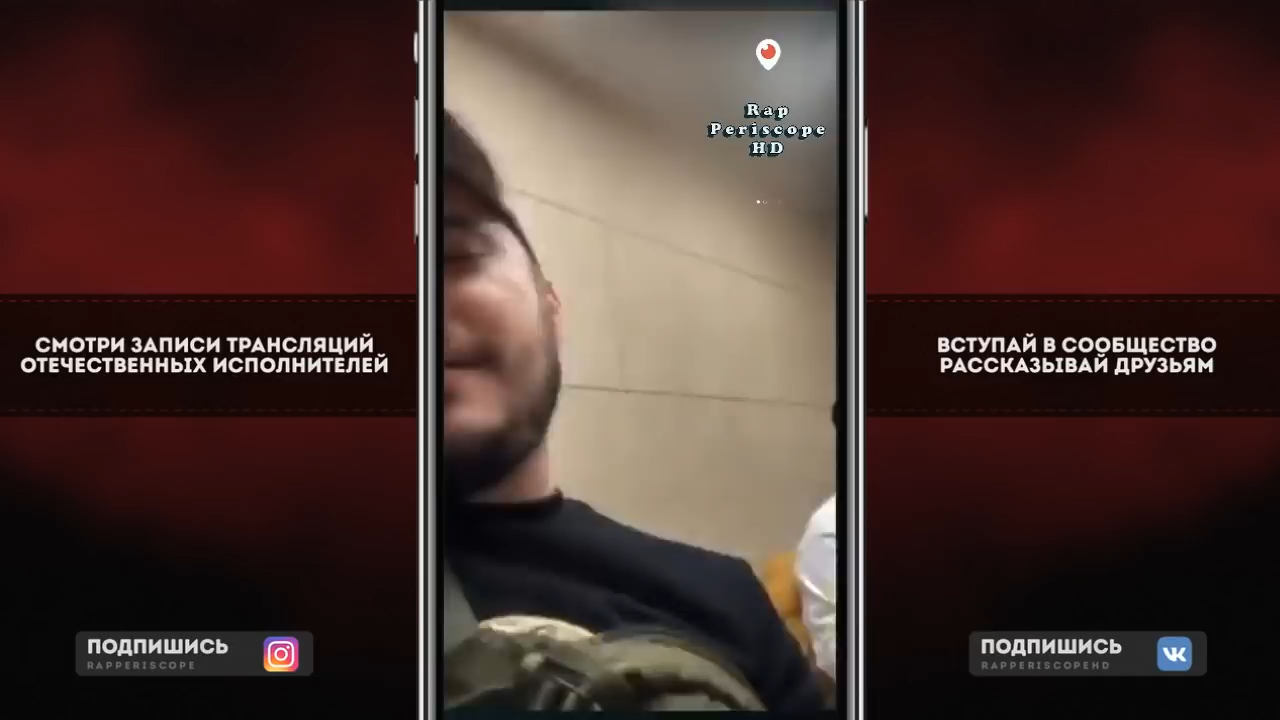 Rap
Periscope
HD
СМОТРИ ЗАПИСИ ТРАНСЛЯЦИЙ
ОТЕЧЕСТВЕННЫХ ИСПОЛНИТЕЛЕЙ
ВСТУПАЙ В СООБЩЕСТВО
РАССКАЗЫВАЙ ДРУЗЬЯМ
ПОДПИШИСЬ
RAPPERISCOPE
ПОДПИШИСЬ
RAPPERISCOPEHD